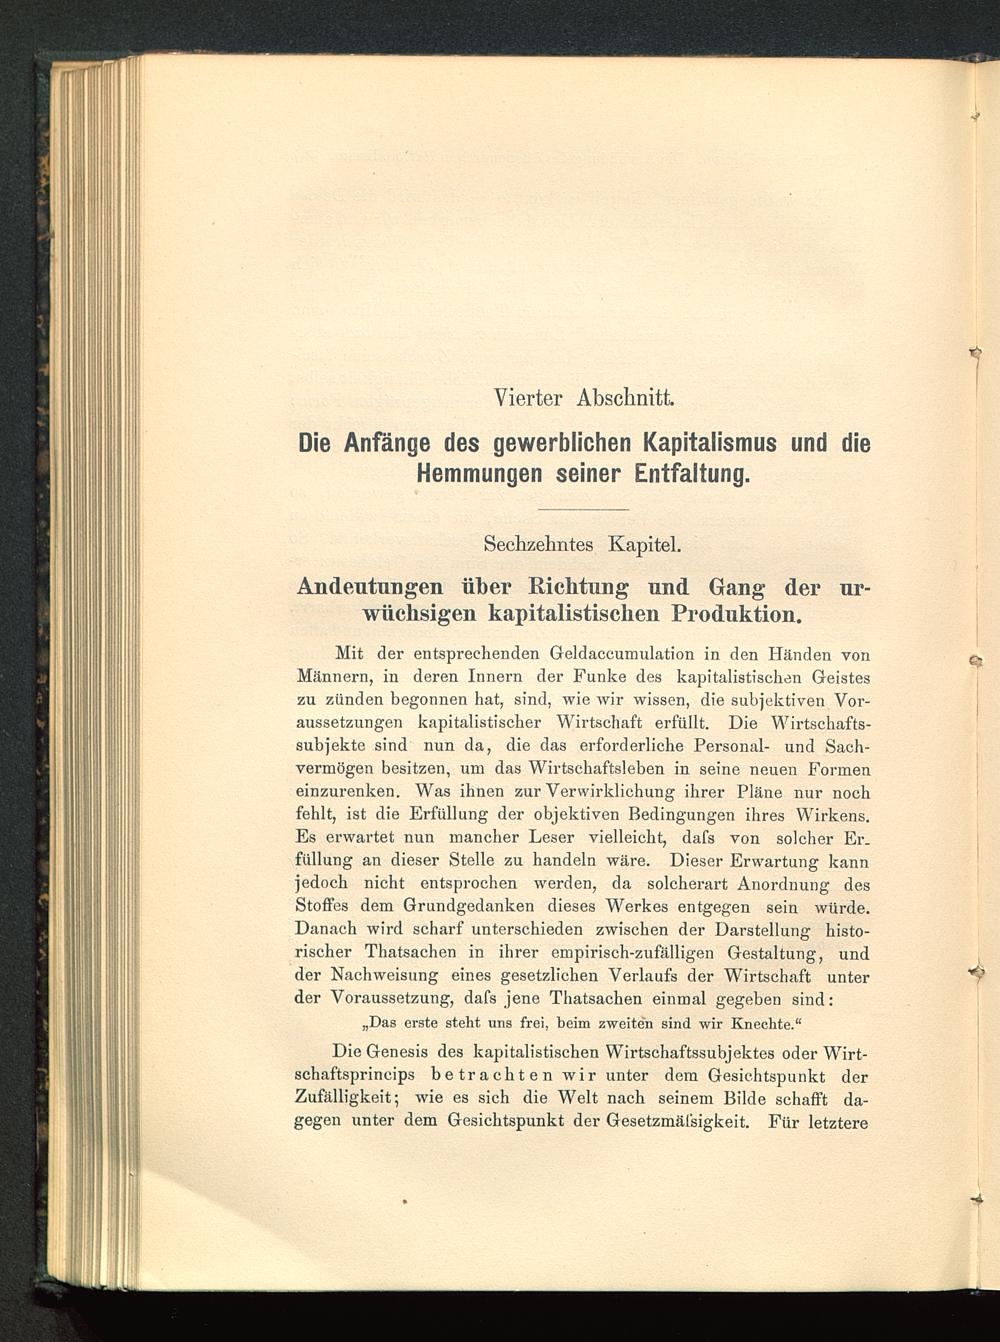 Vierter Abschnitt.
Die Anfänge des gewerblichen Kapitalismus und die
Hemmungen seiner Entfaltung.
Sechzehntes Kapitel.
Andeutungen über Richtung und Gang der ur-
wüchsigen kapitalistischen Produktion.
Mit der entsprechenden Geldaccumulation in den Händen von
Männern, in deren Innern der Funke des kapitalistischen Geistes
zu zünden begonnen hat, sind, wie wir wissen, die subjektiven Vor-
aussetzungen kapitalistischer Wirtschaft erfüllt. Die Wirtschafts-
subjekte sind nun da, die das erforderliche Personal- und Sach-
vermögen besitzen, um das Wirtschaftsleben in seine neuen Formen
einzurenken. Was ihnen zur Verwirklichung ihrer Pläne nur noch
fehlt, ist die Erfüllung der objektiven Bedingungen ihres Wirkens.
Es erwartet nun mancher Leser vielleicht, daſs von solcher Er-
füllung an dieser Stelle zu handeln wäre. Dieser Erwartung kann
jedoch nicht entsprochen werden, da solcherart Anordnung des
Stoffes dem Grundgedanken dieses Werkes entgegen sein würde.
Danach wird scharf unterschieden zwischen der Darstellung histo-
rischer Thatsachen in ihrer empirisch-zufälligen Gestaltung, und
der Nachweisung eines gesetzlichen Verlaufs der Wirtschaft unter
der Voraussetzung, daſs jene Thatsachen einmal gegeben sind:
„Das erste steht uns frei, beim zweiten sind wir Knechte.“
Die Genesis des kapitalistischen Wirtschaftssubjektes oder Wirt-
schaftsprincips betrachten wir unter dem Gesichtspunkt der
Zufälligkeit; wie es sich die Welt nach seinem Bilde schafft da-
gegen unter dem Gesichtspunkt der Gesetzmäſsigkeit. Für letztere